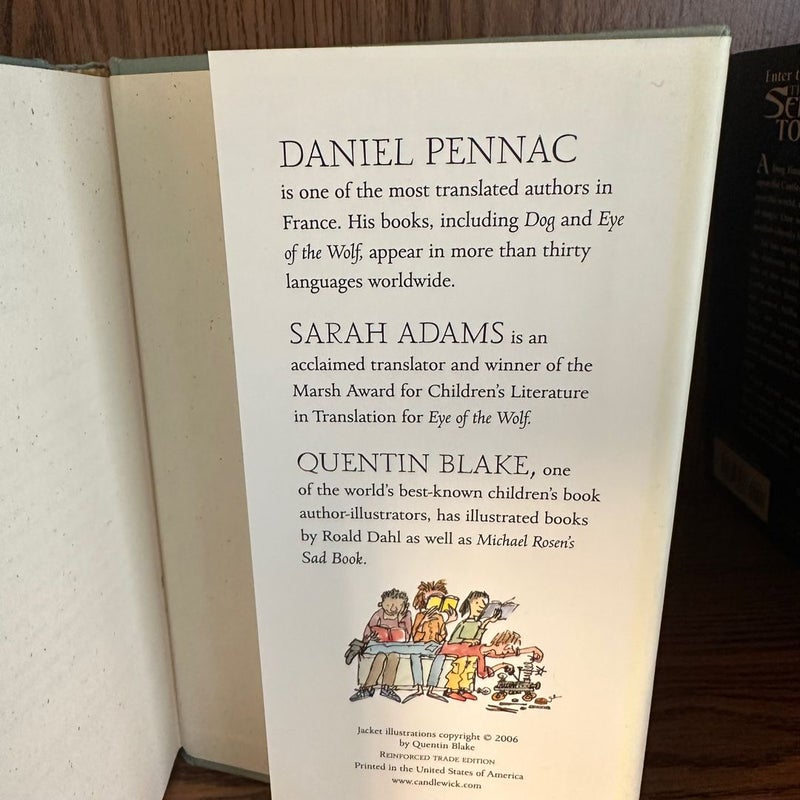 DANIEL PENNAC
is one of the most translated authors in
France. His books, including Dog and Eye
of the Wolf, appear in more than thirty
languages worldwide.
SARAH ADAMS is an
acclaimed translator and winner of the
Marsh Award for Children's Literature
in Translation for Eye of the Wolf.
QUENTIN BLAKE, one
of the world's best-known children's book
author-illustrators, has illustrated books
by Roald Dahl as well as Michael Rosen's
Sad Book.
Jacket illustrations copyright © 2006
by Quentin Blake
REINFORCED TRADE EDITION
Printed in the United States of America
www.candlewick.com
Enter